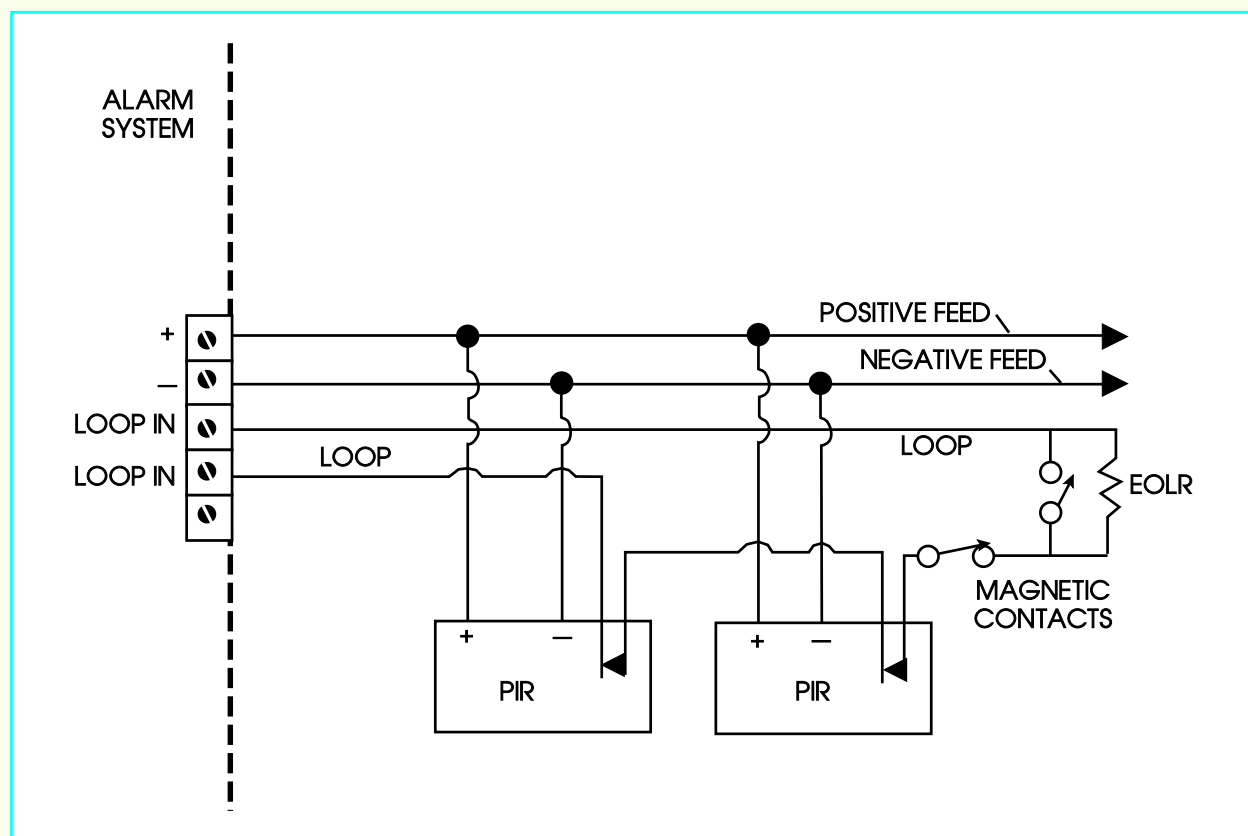 ALARM
SYSTEM
POSITIVE FEED
NEGATIVE FEED
+
—
LOOP IN
LOOP IN
LOOP
LOOP
EOLR
MAGNETIC
CONTACTS
+ —
PIR
+ —
PIR